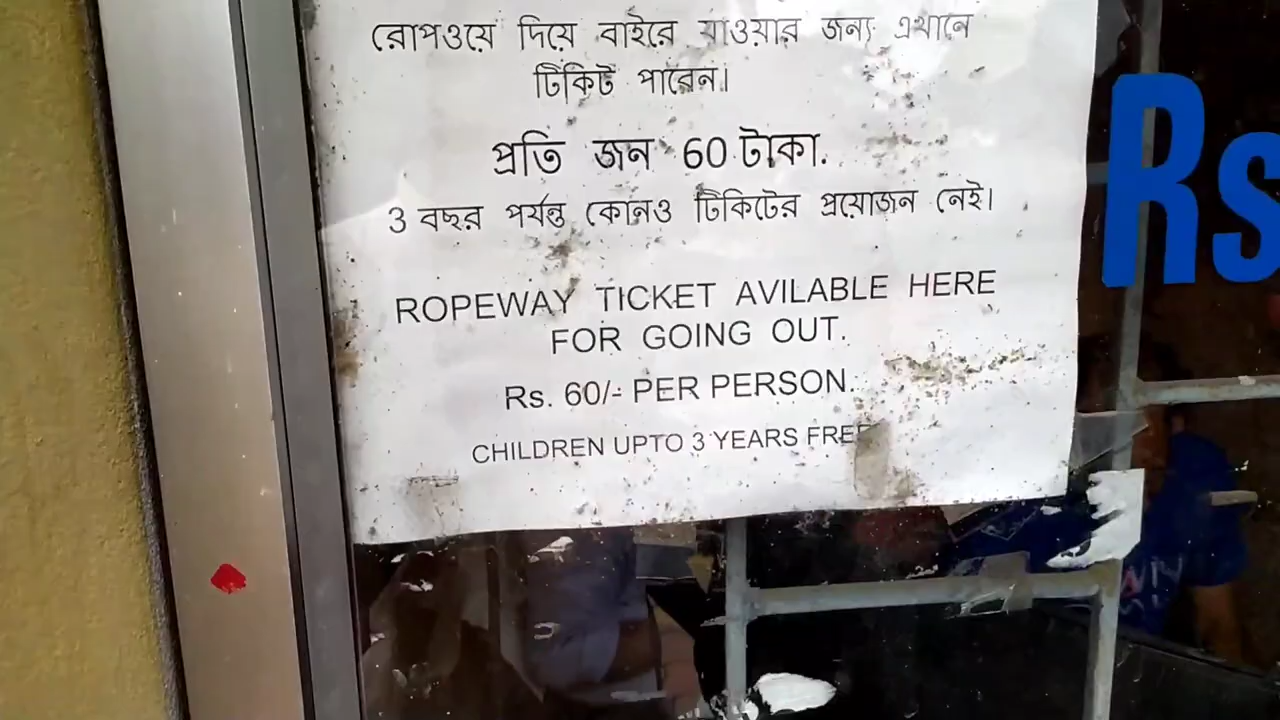 রোপওয়ে দিয়ে বাইরে যাওয়ার জন্য এখানে
টিকিট পাবেন।
প্রতি জন 60 টাকা.
3 বছর পর্যন্ত কোনও টিকিটের প্রয়োজন নেই।
ROPEWAY TICKET AVILABLE HERE
FOR GOING OUT.
Rs. 60/- PER PERSON.
CHILDREN UPTO 3 YEARS FREE
Rs